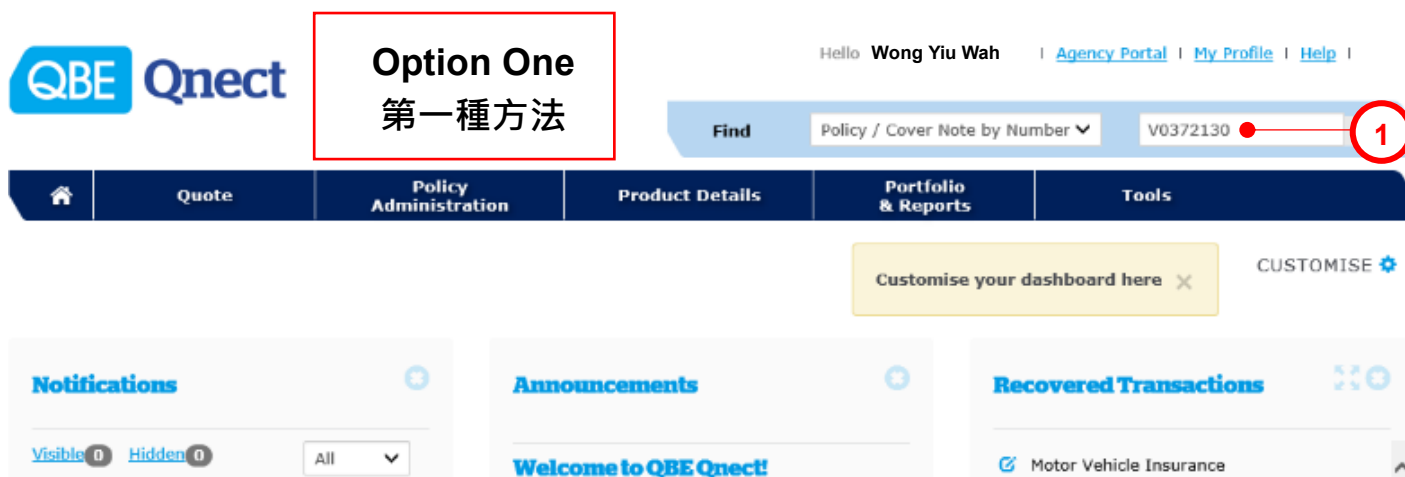 QBE Qnect
Option One
第一種方法
Hello Wong Yiu Wah | Agency Portal | My Profile | Help |
Find Policy / Cover Note by Number V0372130 1
Quote Policy Administration Product Details Portfolio & Reports Tools
Customise your dashboard here
CUSTOMISE
Notifications
Announcements
Recovered Transactions
Visible 0 Hidden 0 All
Welcome to QBE Qnect!
Motor Vehicle Insurance